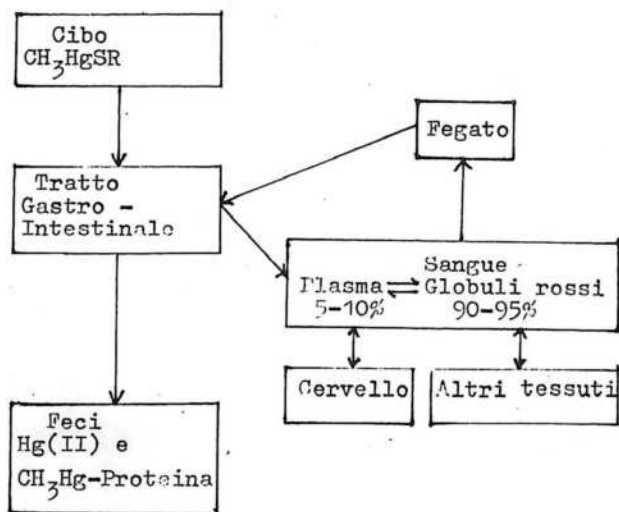 Cibo
CH₃HgSR
Fegato
Tratto
Gastro -
Intestinale
Sangue
Plasma ⇌ Globuli rossi
5-10% 90-95%
Cervello
Altri tessuti
Feci
Hg(II) e
CH₃Hg-Proteina